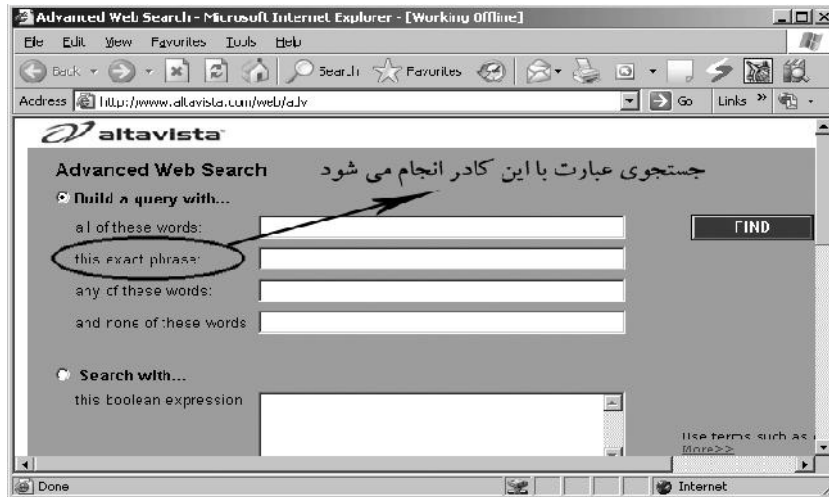 Advanced Web Search - Microsoft Internet Explorer - [Working Offline]
File Edit View Favorites Tools Help
Back Search Favorites
Address http://www.altavista.com/web/adv Go Links »
altavista
Advanced Web Search
جستجوی عبارت با این کادر انجام می شود
Build a query with...
all of these words:
FIND
this exact phrase:
any of these words:
and none of these words
Search with...
this boolean expression
Use terms such as
More>>
Done
Internet